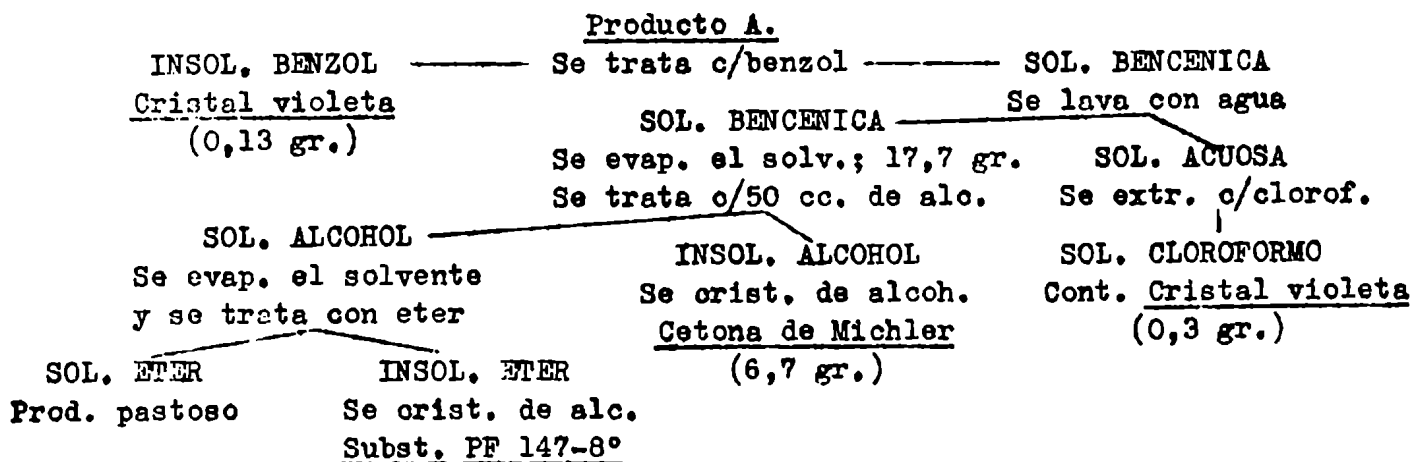 Producto A.
INSOL. BENZOL Se trata c/benzol SOL. BENCENICA
Cristal violeta Se lava con agua
(0,13 gr.) SOL. BENCENICA
Se evap. el solv.; 17,7 gr. SOL. ACUOSA
Se trata c/50 cc. de alc. Se extr. c/clorof.
SOL. ALCOHOL INSOL. ALCOHOL SOL. CLOROFORMO
Se evap. el solvente Se crist. de alcoh. Cont. Cristal violeta
y se trata con eter Cetona de Michler (0,3 gr.)
SOL. ETER INSOL. ETER (6,7 gr.)
Prod. pastoso Se crist. de alc.
Subst. PF 147-8°